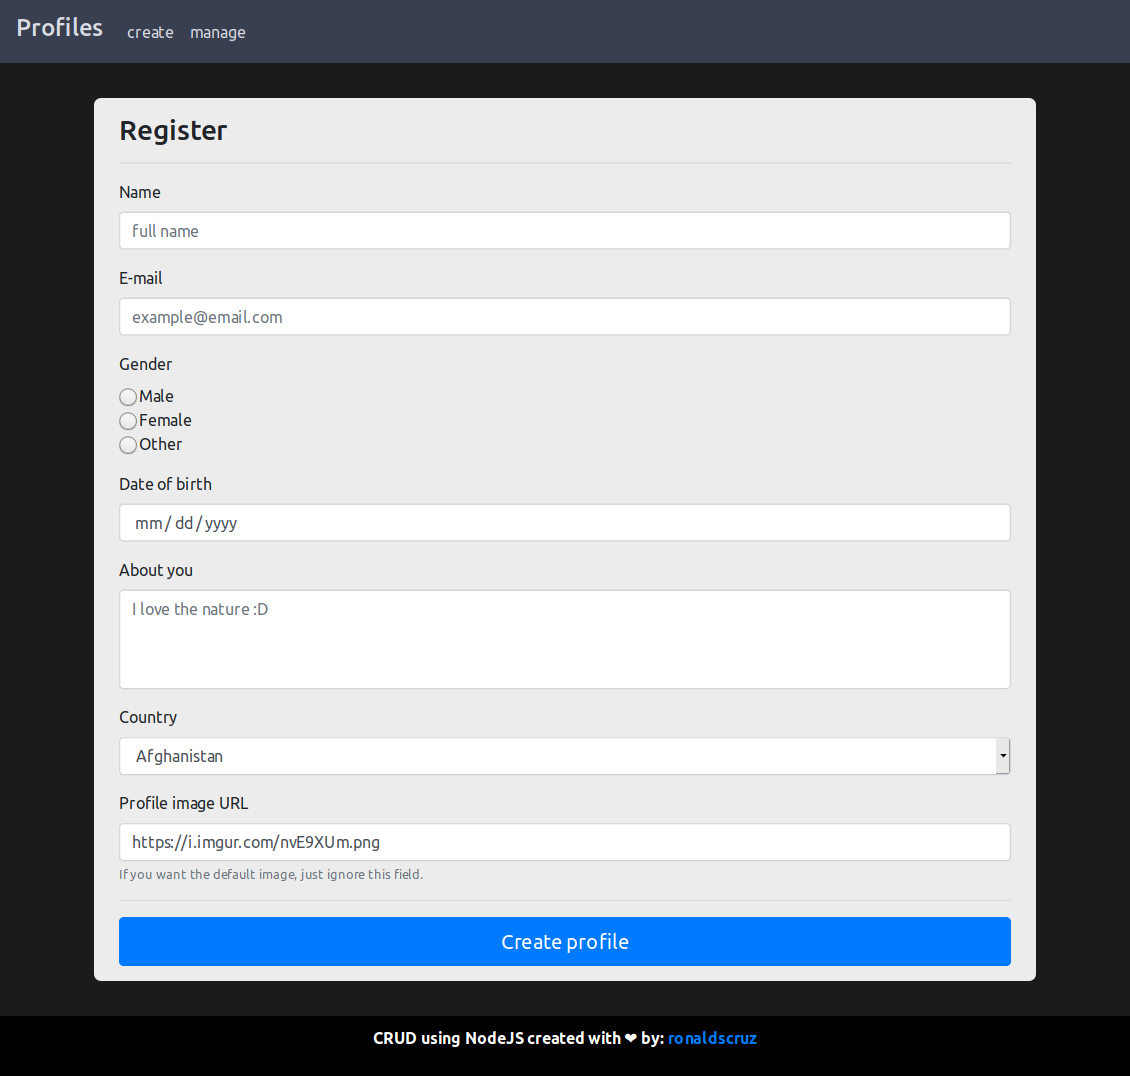 Profiles create manage
Register
Name
full name
E-mail
example@email.com
Gender
Male
Female
Other
Date of birth
mm / dd / yyyy
About you
I love the nature :D
Country
Afghanistan
Profile image URL
https://i.imgur.com/nvE9XUm.png
If you want the default image, just ignore this field.
Create profile
CRUD using NodeJS created with ❤ by: ronaldscruz